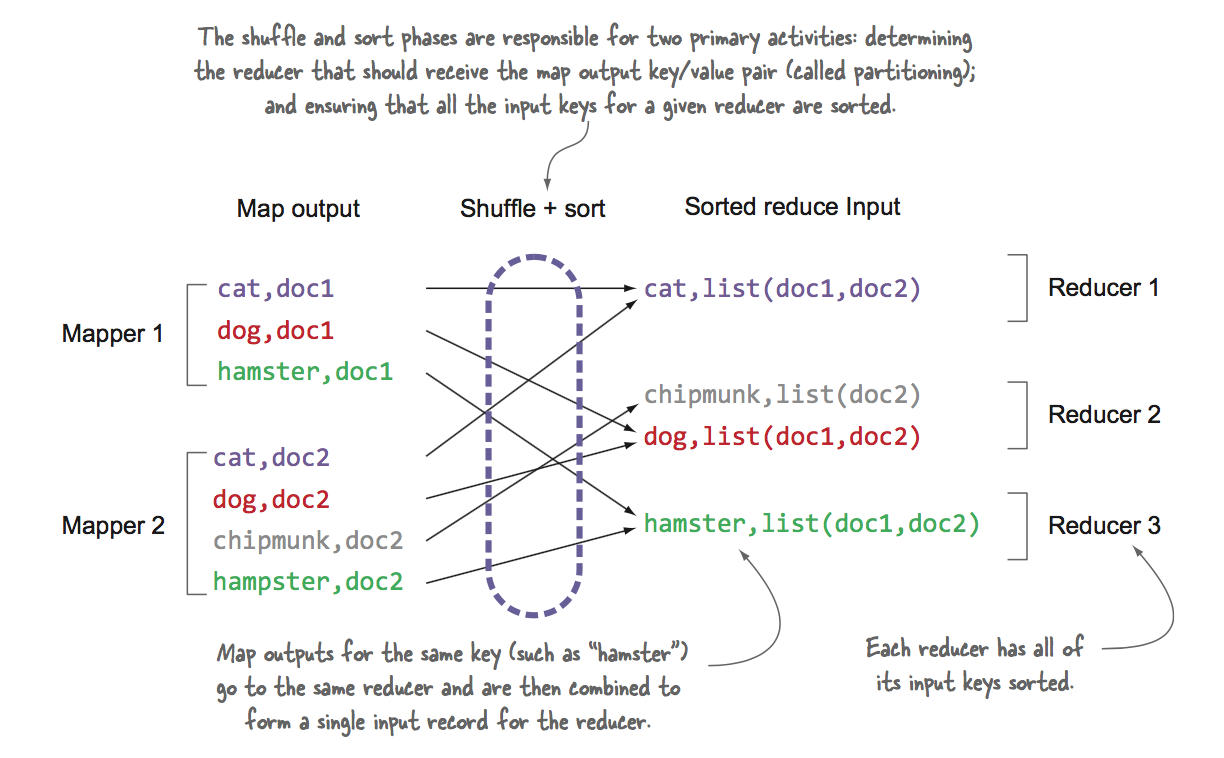 The shuffle and sort phases are responsible for two primary activities: determining
the reducer that should receive the map output key/value pair (called partitioning);
and ensuring that all the input keys for a given reducer are sorted.
Map output
Shuffle + sort
Sorted reduce Input
Mapper 1
cat,doc1
dog,doc1
hamster,doc1
Mapper 2
cat,doc2
dog,doc2
chipmunk,doc2
hampster,doc2
cat,list(doc1,doc2)
Reducer 1
chipmunk,list(doc2)
dog,list(doc1,doc2)
Reducer 2
hamster,list(doc1,doc2)
Reducer 3
Map outputs for the same key (such as “hamster”)
go to the same reducer and are then combined to
form a single input record for the reducer.
Each reducer has all of
its input keys sorted.